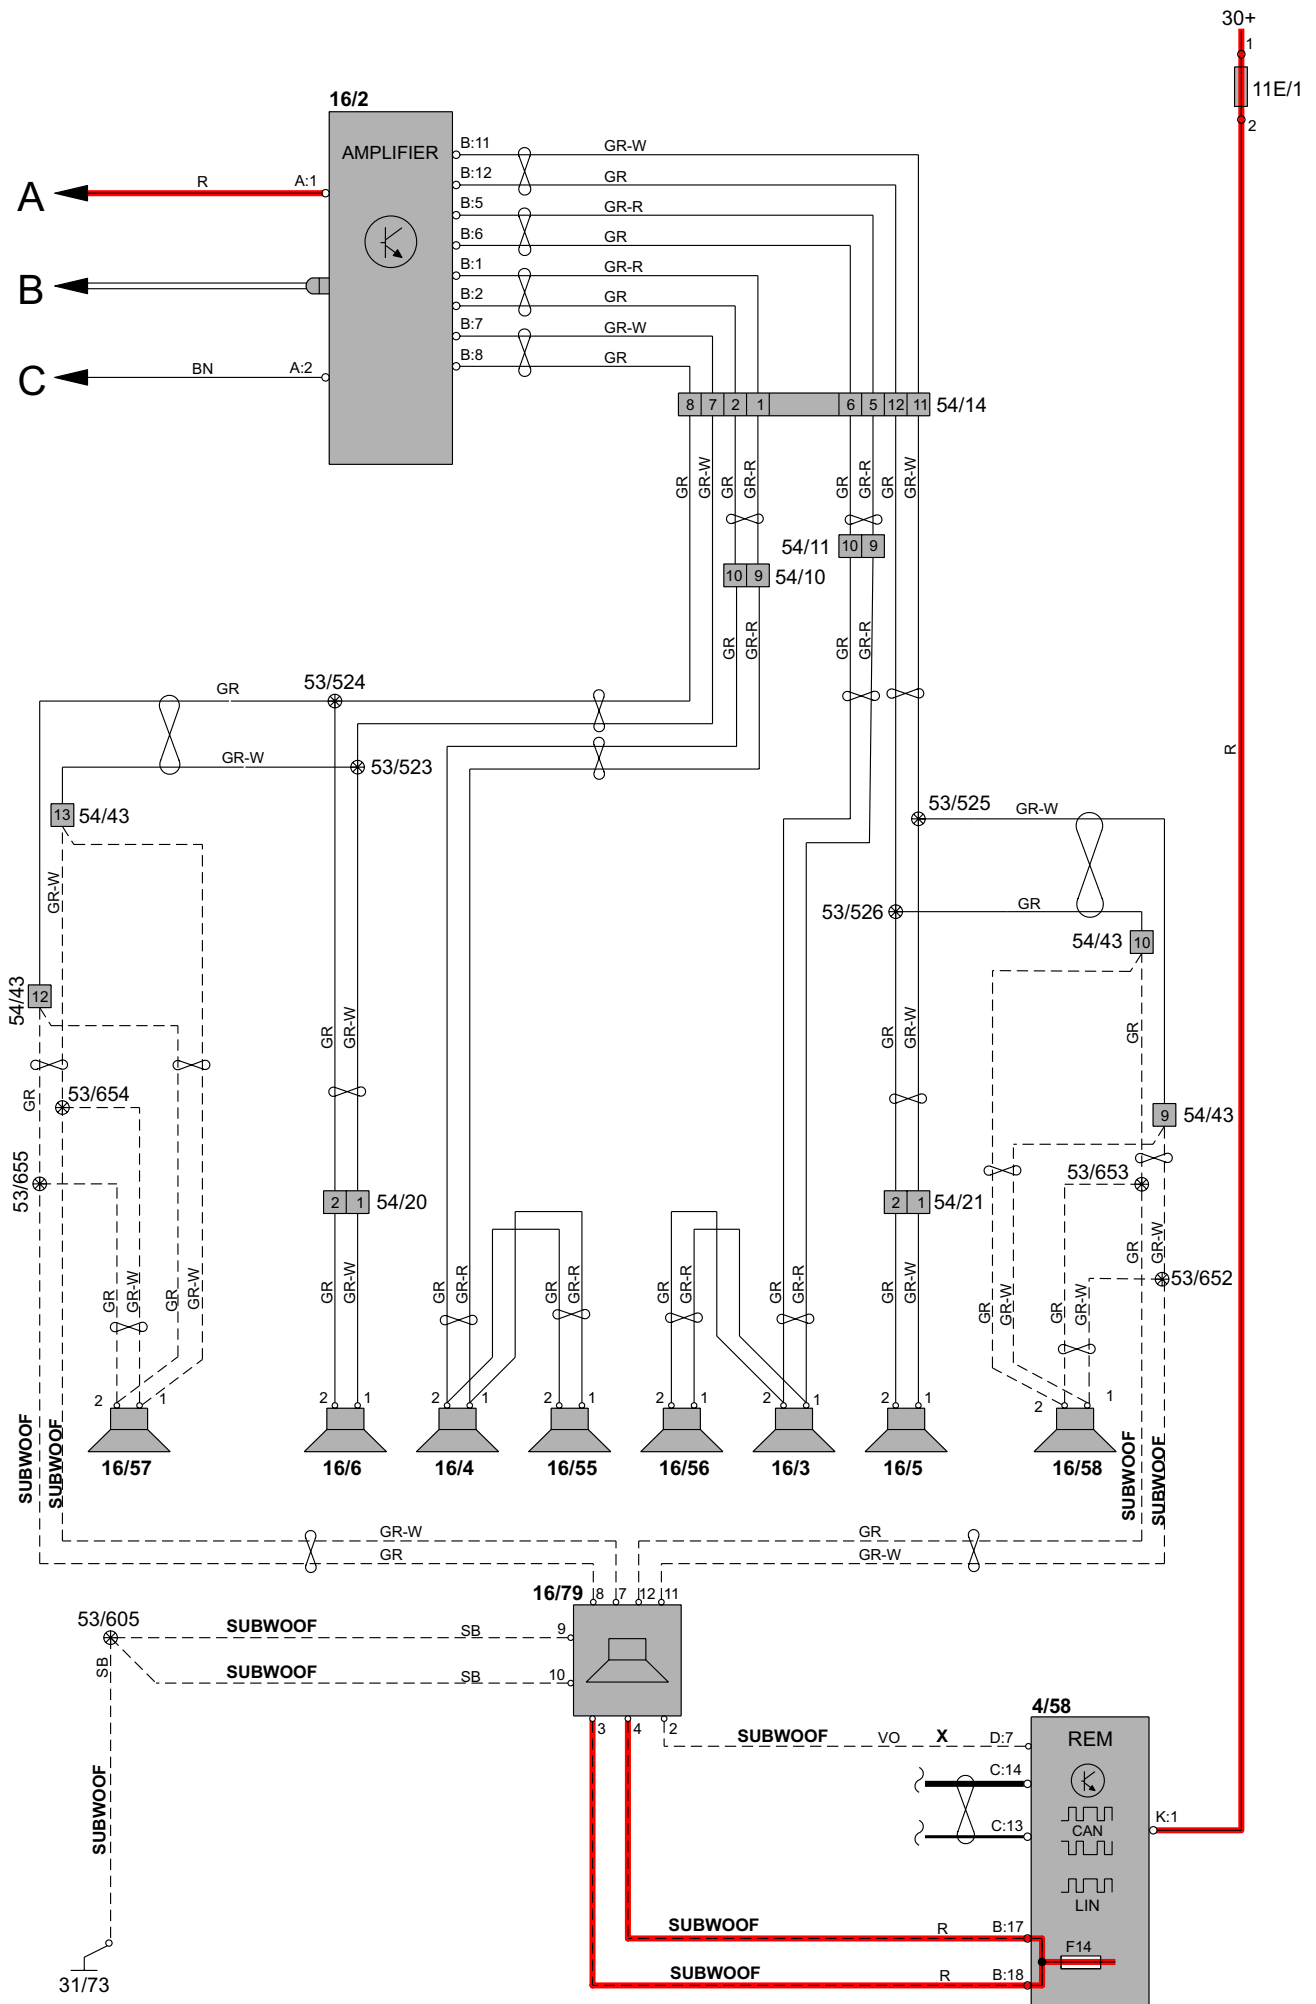 30+
1
11E/1
2
16/2
AMPLIFIER
A
R
A:1
B
C
BN
A:2
B:11
GR-W
B:12
GR
B:5
GR-R
B:6
GR
B:1
GR-R
B:2
GR
B:7
GR-W
B:8
GR
8 7 2 1 6 5 12 11 54/14
GR
GR-W
GR
GR-R
GR
GR-R
GR
GR-W
54/11 10 9
10 9 54/10
GR
GR-R
GR
GR-R
R
GR
53/524
GR-W
53/523
13 54/43
53/525
GR-W
53/526
GR
54/43 10
GR-W
54/43
12
GR
GR-W
GR
GR-W
GR
GR
53/654
9 54/43
53/655
53/653
2 1 54/20
2 1 54/21
GR
GR-W
53/652
GR
GR-W
GR
GR-W
GR
GR-W
GR
GR-R
GR
GR-R
GR
GR-R
GR
GR-R
GR
GR-W
GR
GR-W
GR
GR-W
2 1
2 1
2 1
2 1
2 1
2 1
2 1
2 1
16/57
16/6
16/4
16/55
16/56
16/3
16/5
16/58
SUBWOOF
SUBWOOF
SUBWOOF
SUBWOOF
GR-W
GR
GR
GR-W
16/79
8 7 12 11
53/605
SUBWOOF
SB
9
SUBWOOF
SB
10
SB
SUBWOOF
31/73
3 4 2
SUBWOOF
VO
X
D:7
4/58
REM
C:14
C:13
CAN
LIN
K:1
SUBWOOF
R
B:17
F14
SUBWOOF
R
B:18